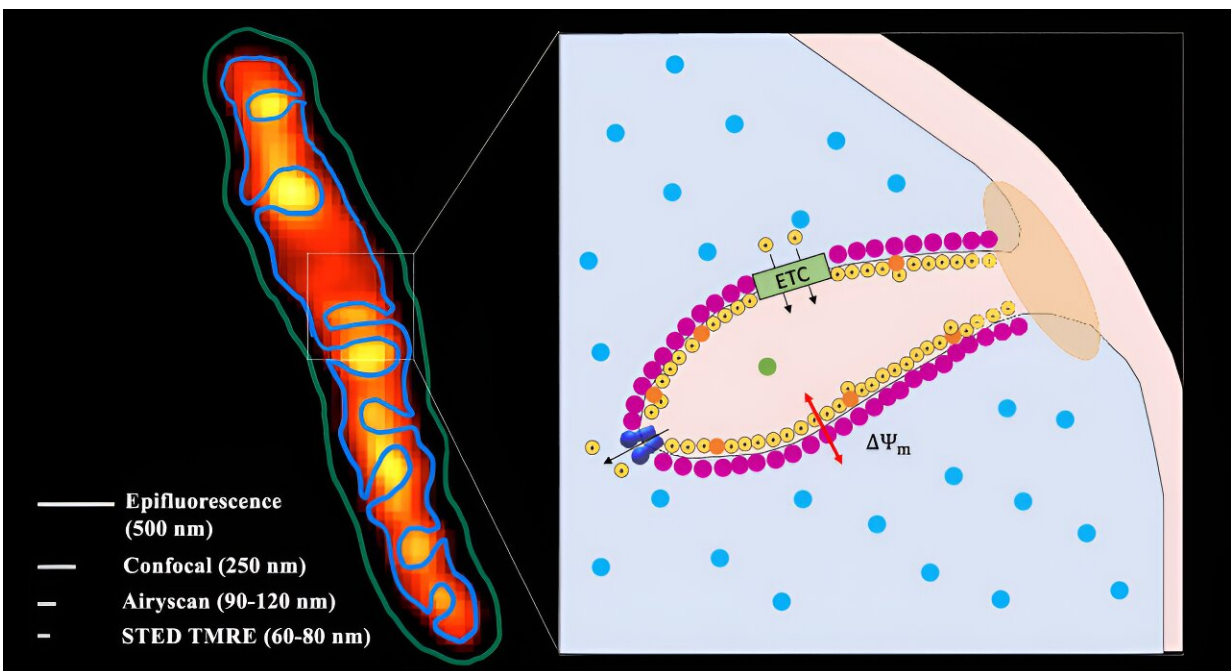 ETC
ΔΨm
Epifluorescence
(500 nm)
Confocal (250 nm)
Airyscan (90-120 nm)
STED TMRE (60-80 nm)